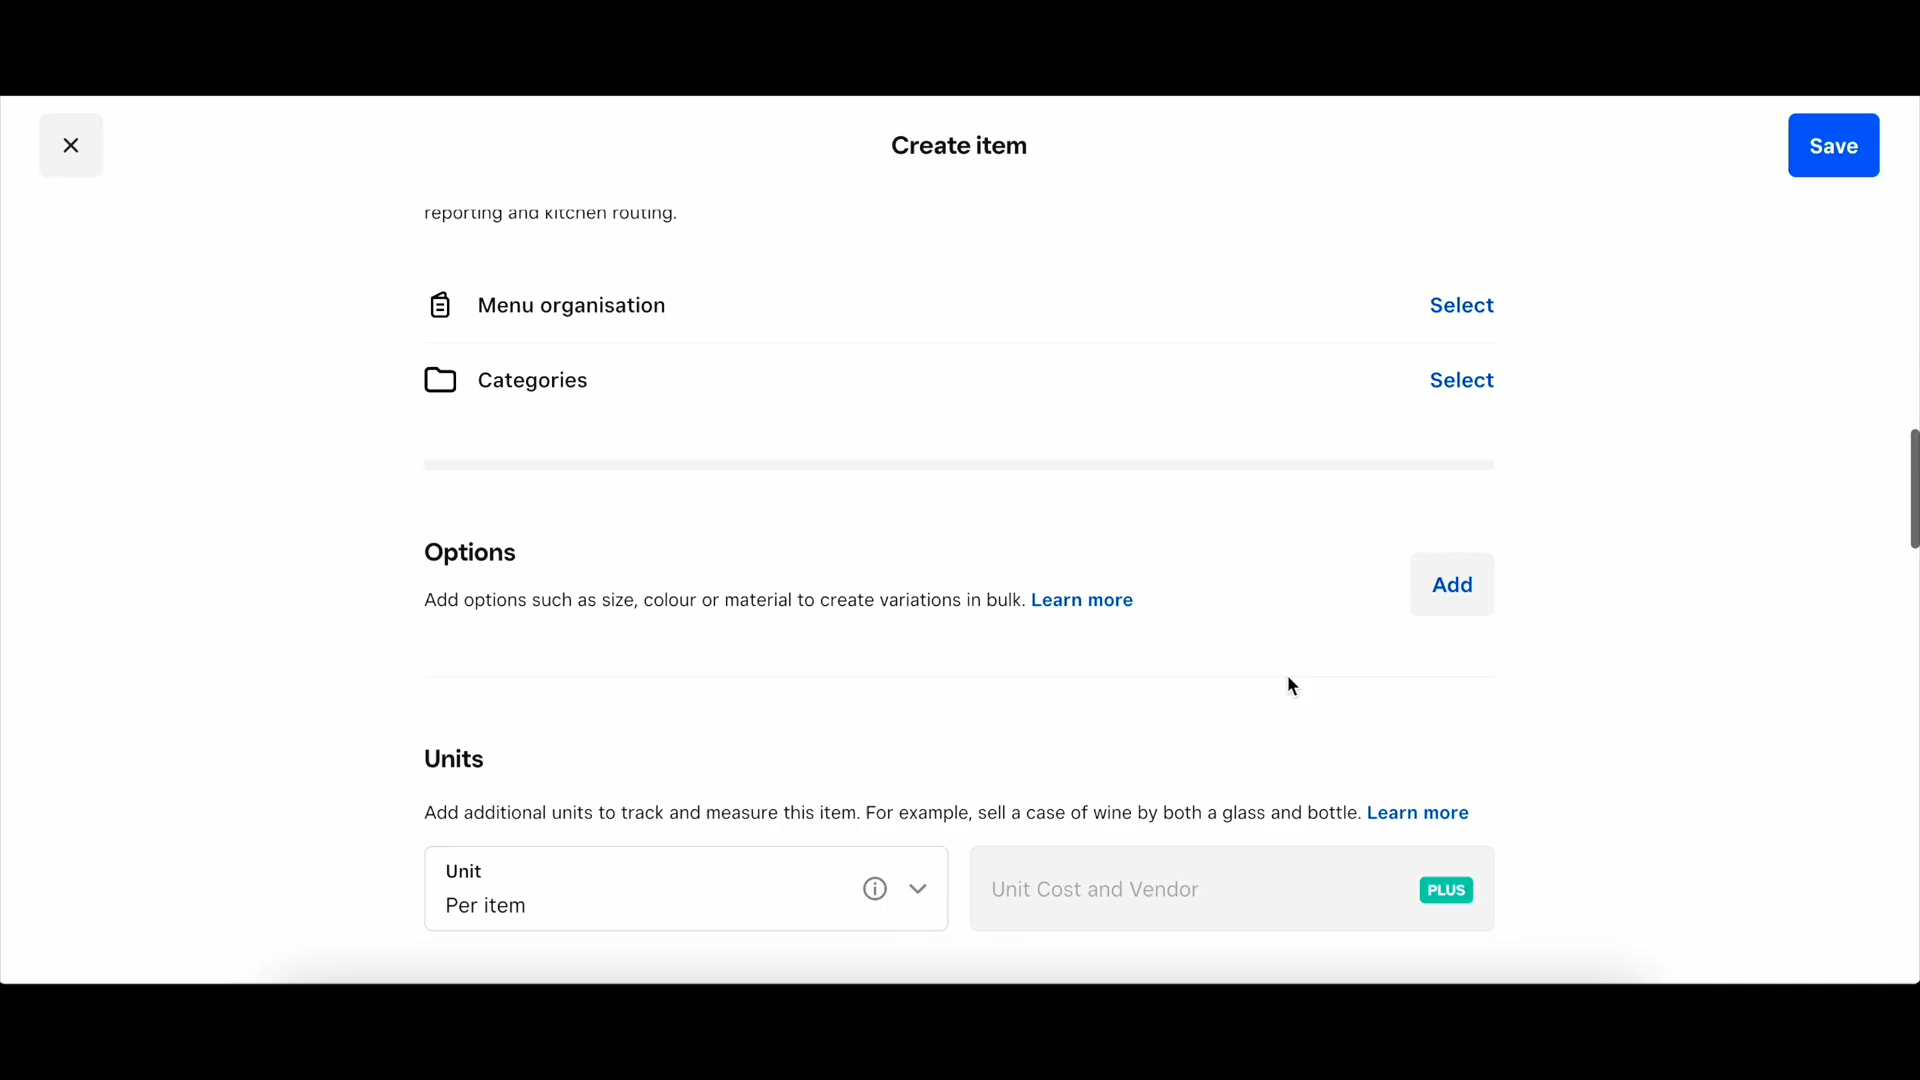 Create item
Save
reporting and kitchen routing.
Menu organisation
Select
Categories
Select
Options
Add options such as size, colour or material to create variations in bulk. Learn more
Add
Units
Add additional units to track and measure this item. For example, sell a case of wine by both a glass and bottle. Learn more
Unit
Per item
Unit Cost and Vendor
PLUS